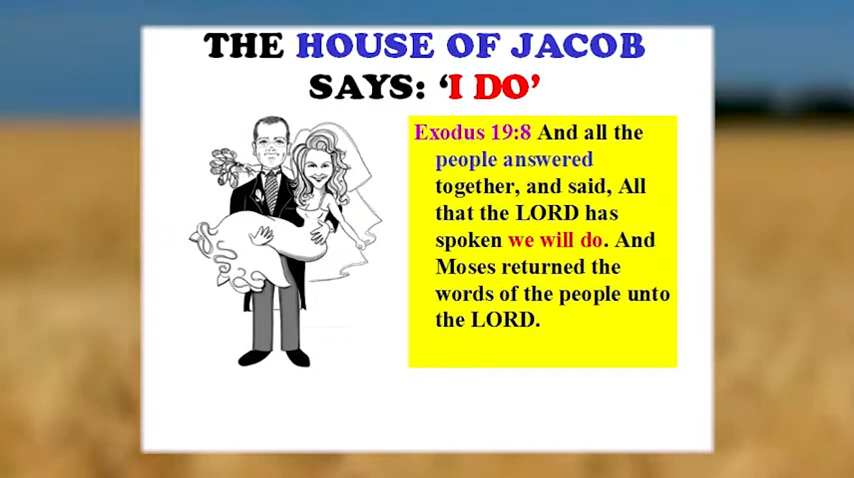 THE HOUSE OF JACOB
SAYS: ‘I DO’
Exodus 19:8 And all the
people answered
together, and said, All
that the LORD has
spoken we will do. And
Moses returned the
words of the people unto
the LORD.